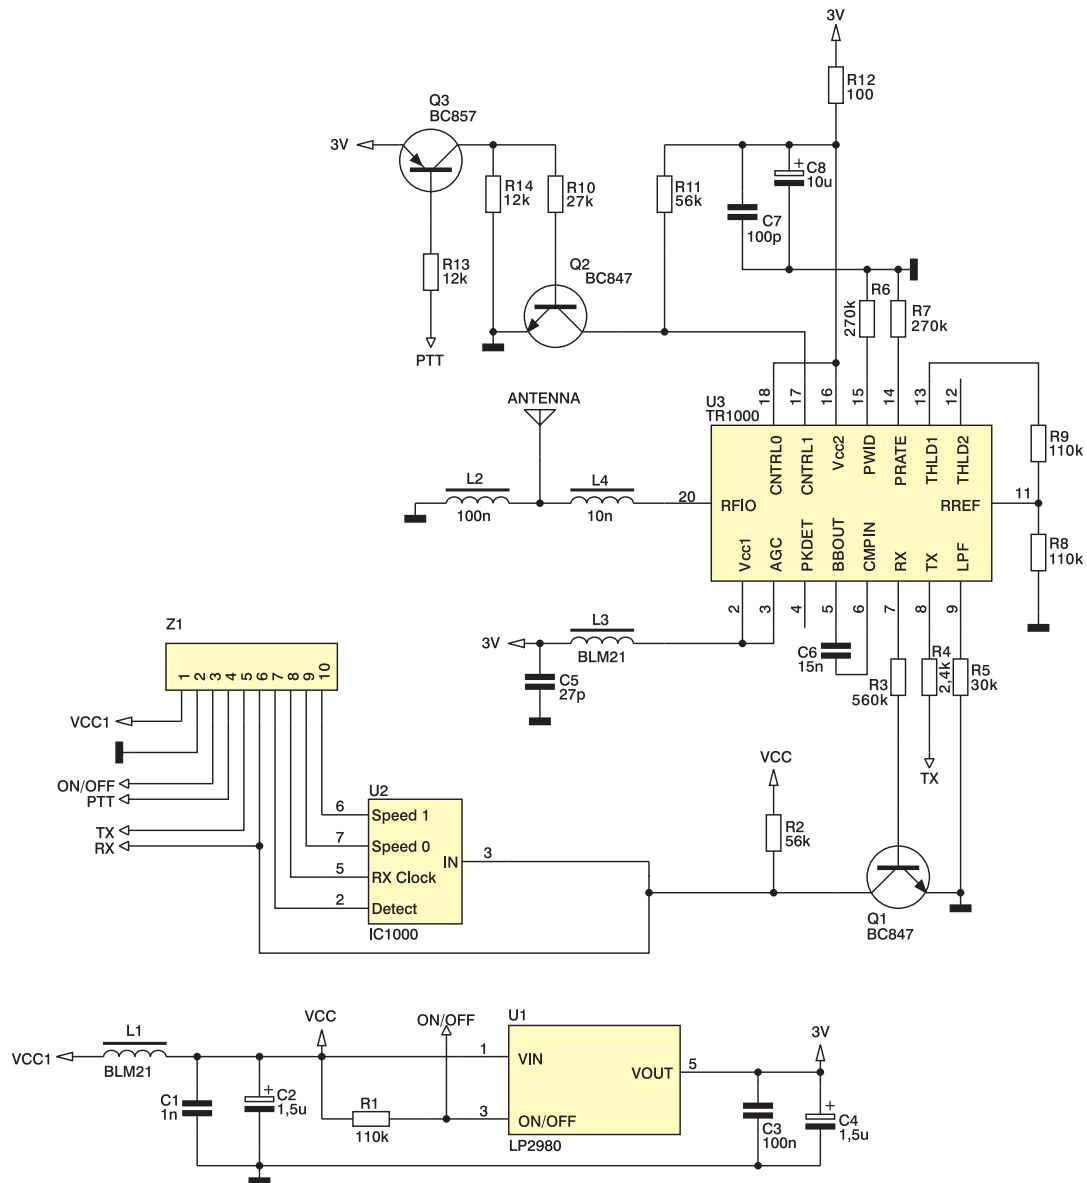 3V
R12
100
Q3
BC857
3V
R14
12k
R10
27k
R11
56k
+
C8
10u
C7
100p
R13
12k
Q2
BC847
PTT
R6
270k
R7
270k
ANTENNA
U3
TR1000
18
17
16
15
14
13
12
CNTRL0
CNTRL1
Vcc2
PWID
PRATE
THLD1
THLD2
R9
110k
L2
100n
L4
10n
20
RFIO
RREF
11
R8
110k
Vcc1
AGC
PKDET
BBOUT
CMPIN
RX
TX
LPF
2
3
4
5
6
7
8
9
3V
L3
BLM21
C5
27p
C6
15n
R3
560k
R4
2,4k
R5
30k
TX
Z1
1
2
3
4
5
6
7
8
9
10
VCC1
ON/OFF
PTT
TX
RX
U2
6
Speed 1
7
Speed 0
5
RX Clock
2
Detect
IN
3
IC1000
VCC
R2
56k
Q1
BC847
VCC1
L1
BLM21
C1
1n
+
C2
1,5u
VCC
R1
110k
ON/OFF
U1
1
VIN
3
ON/OFF
VOUT
5
LP2980
3V
C3
100n
+
C4
1,5u